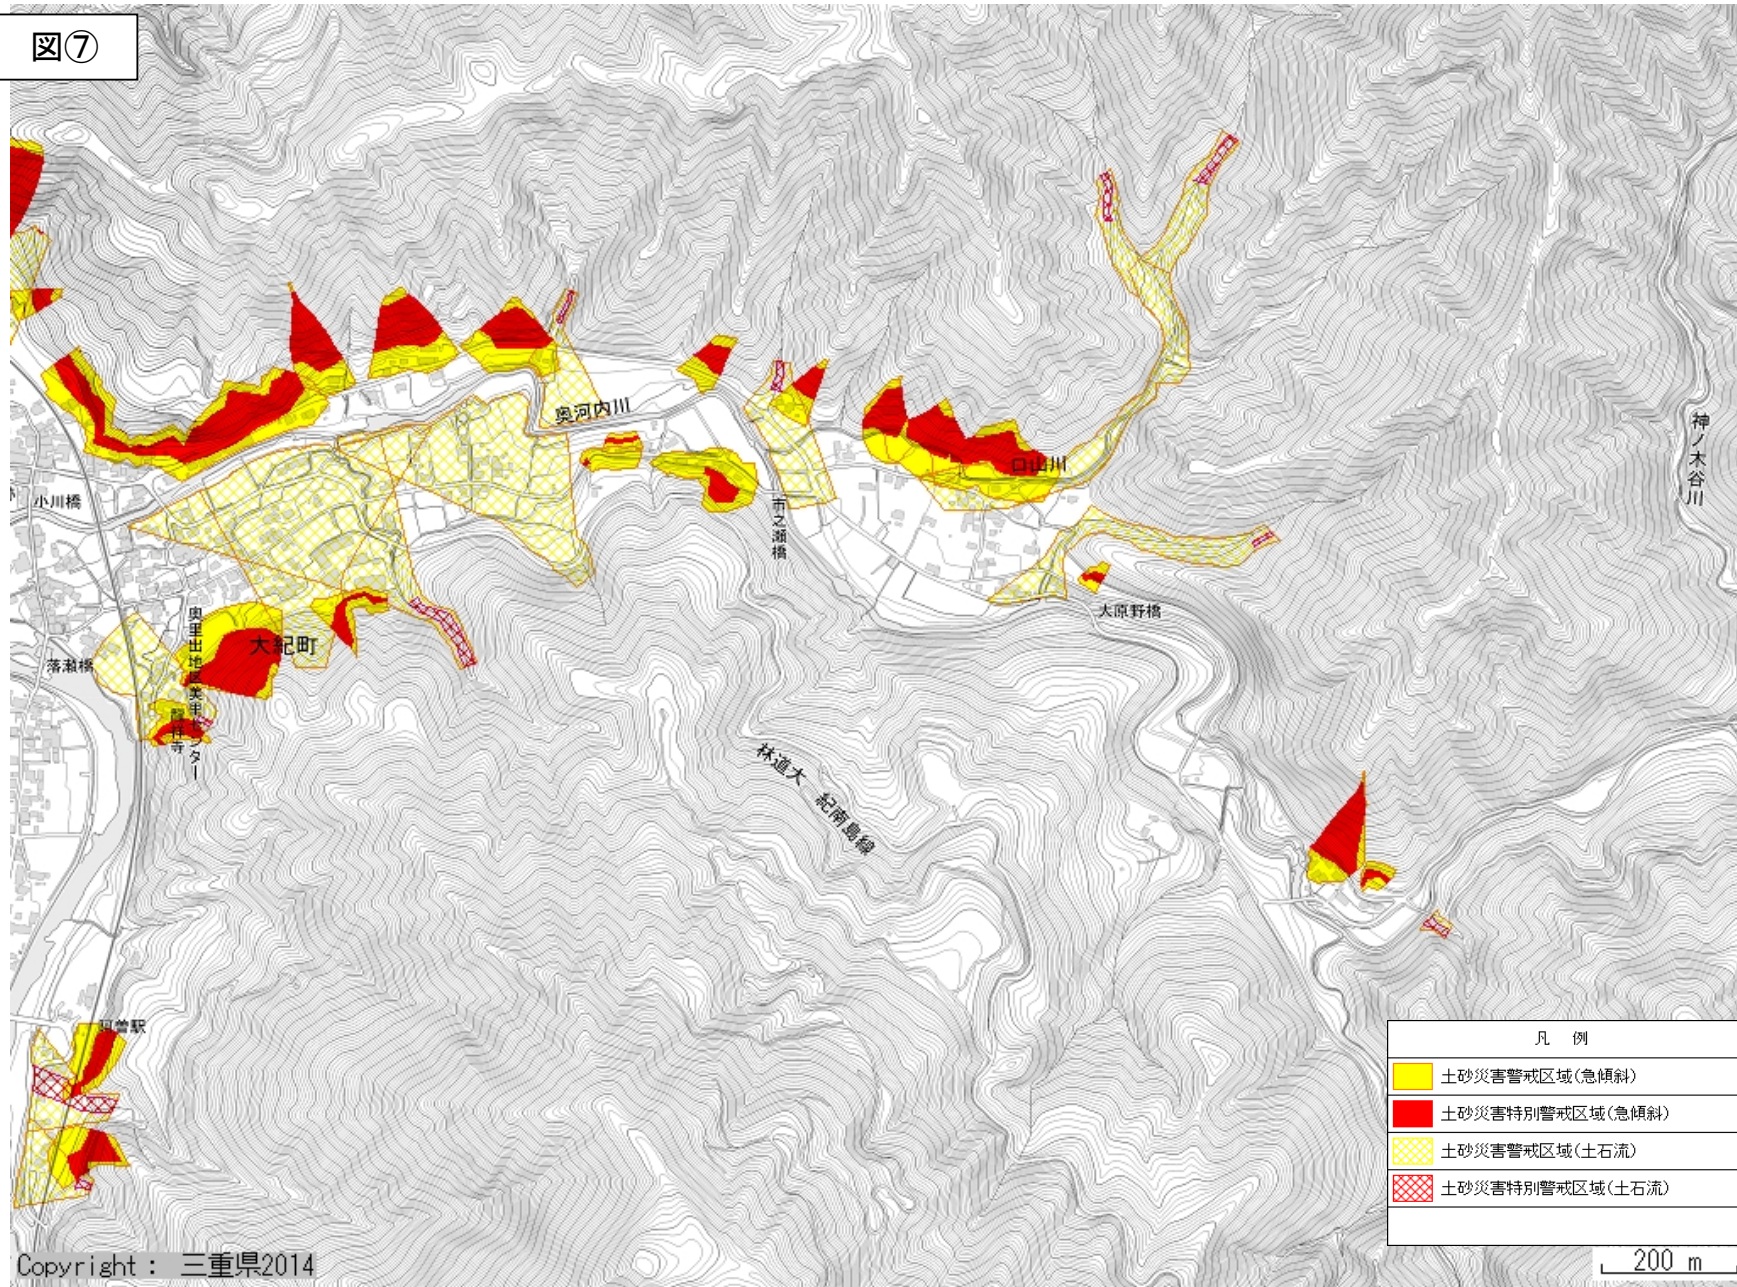 図⑦
奥河内川
口山川
神ノ木谷川
小川橋
市之瀬橋
大原野橋
奥里出地区美里センター
大紀町
落瀬橋
林道大紀南島線
阿曽駅
凡 例
土砂災害警戒区域(急傾斜)
土砂災害特別警戒区域(急傾斜)
土砂災害警戒区域(土石流)
土砂災害特別警戒区域(土石流)
200 m
Copyright : 三重県2014